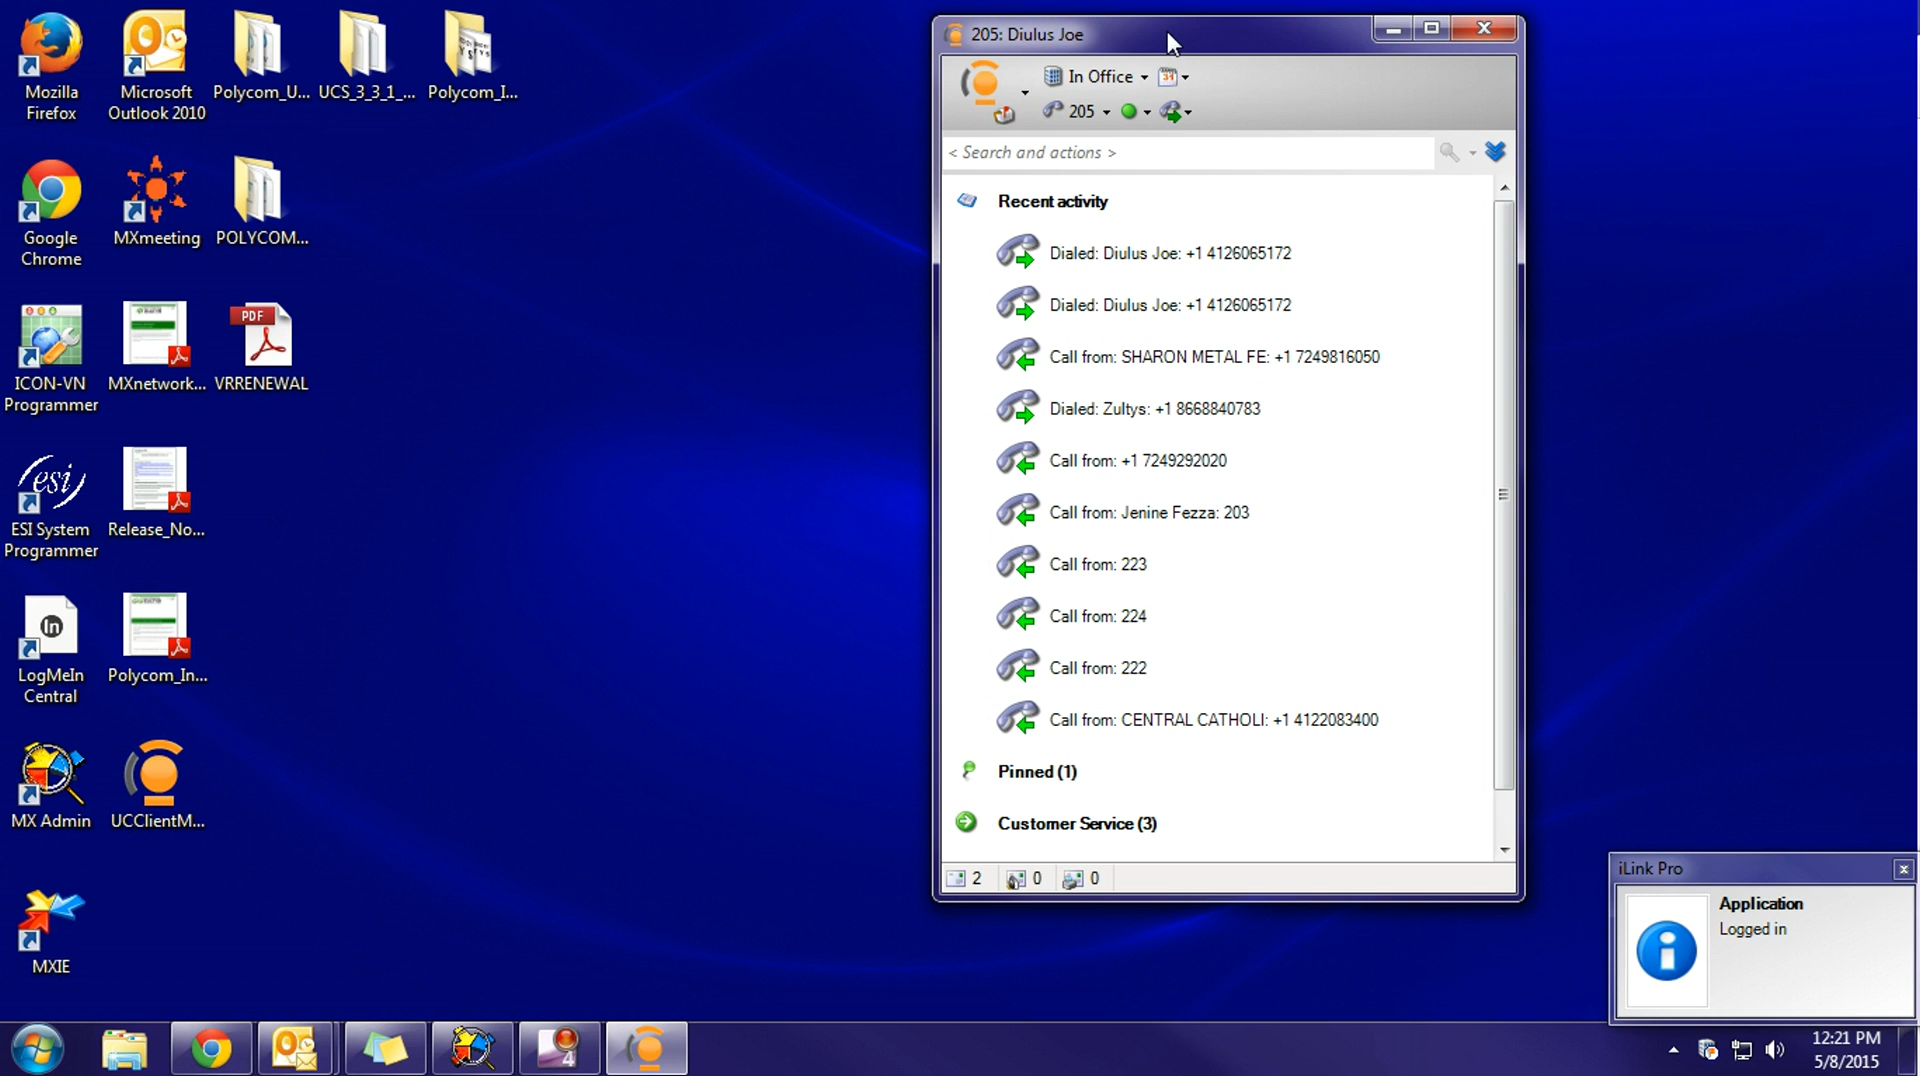 Mozilla
Firefox
Microsoft
Outlook 2010
Polycom_U...
UCS_3_3_1_...
Polycom_I...
Google
Chrome
MXmeeting
POLYCOM...
ICON-VN
Programmer
MXnetwork...
PDF
VRRENEWAL
esi
ESI System
Programmer
Release_No...
In
LogMeIn
Central
Polycom_In...
MX Admin
UCClientM...
MXIE
205: Diulus Joe
In Office
31
205
< Search and actions >
Recent activity
Dialed: Diulus Joe: +1 4126065172
Dialed: Diulus Joe: +1 4126065172
Call from: SHARON METAL FE: +1 7249816050
Dialed: Zultys: +1 8668840783
Call from: +1 7249292020
Call from: Jenine Fezza: 203
Call from: 223
Call from: 224
Call from: 222
Call from: CENTRAL CATHOLI: +1 4122083400
Pinned (1)
Customer Service (3)
2
0
0
iLink Pro
Application
Logged in
4
12:21 PM
5/8/2015